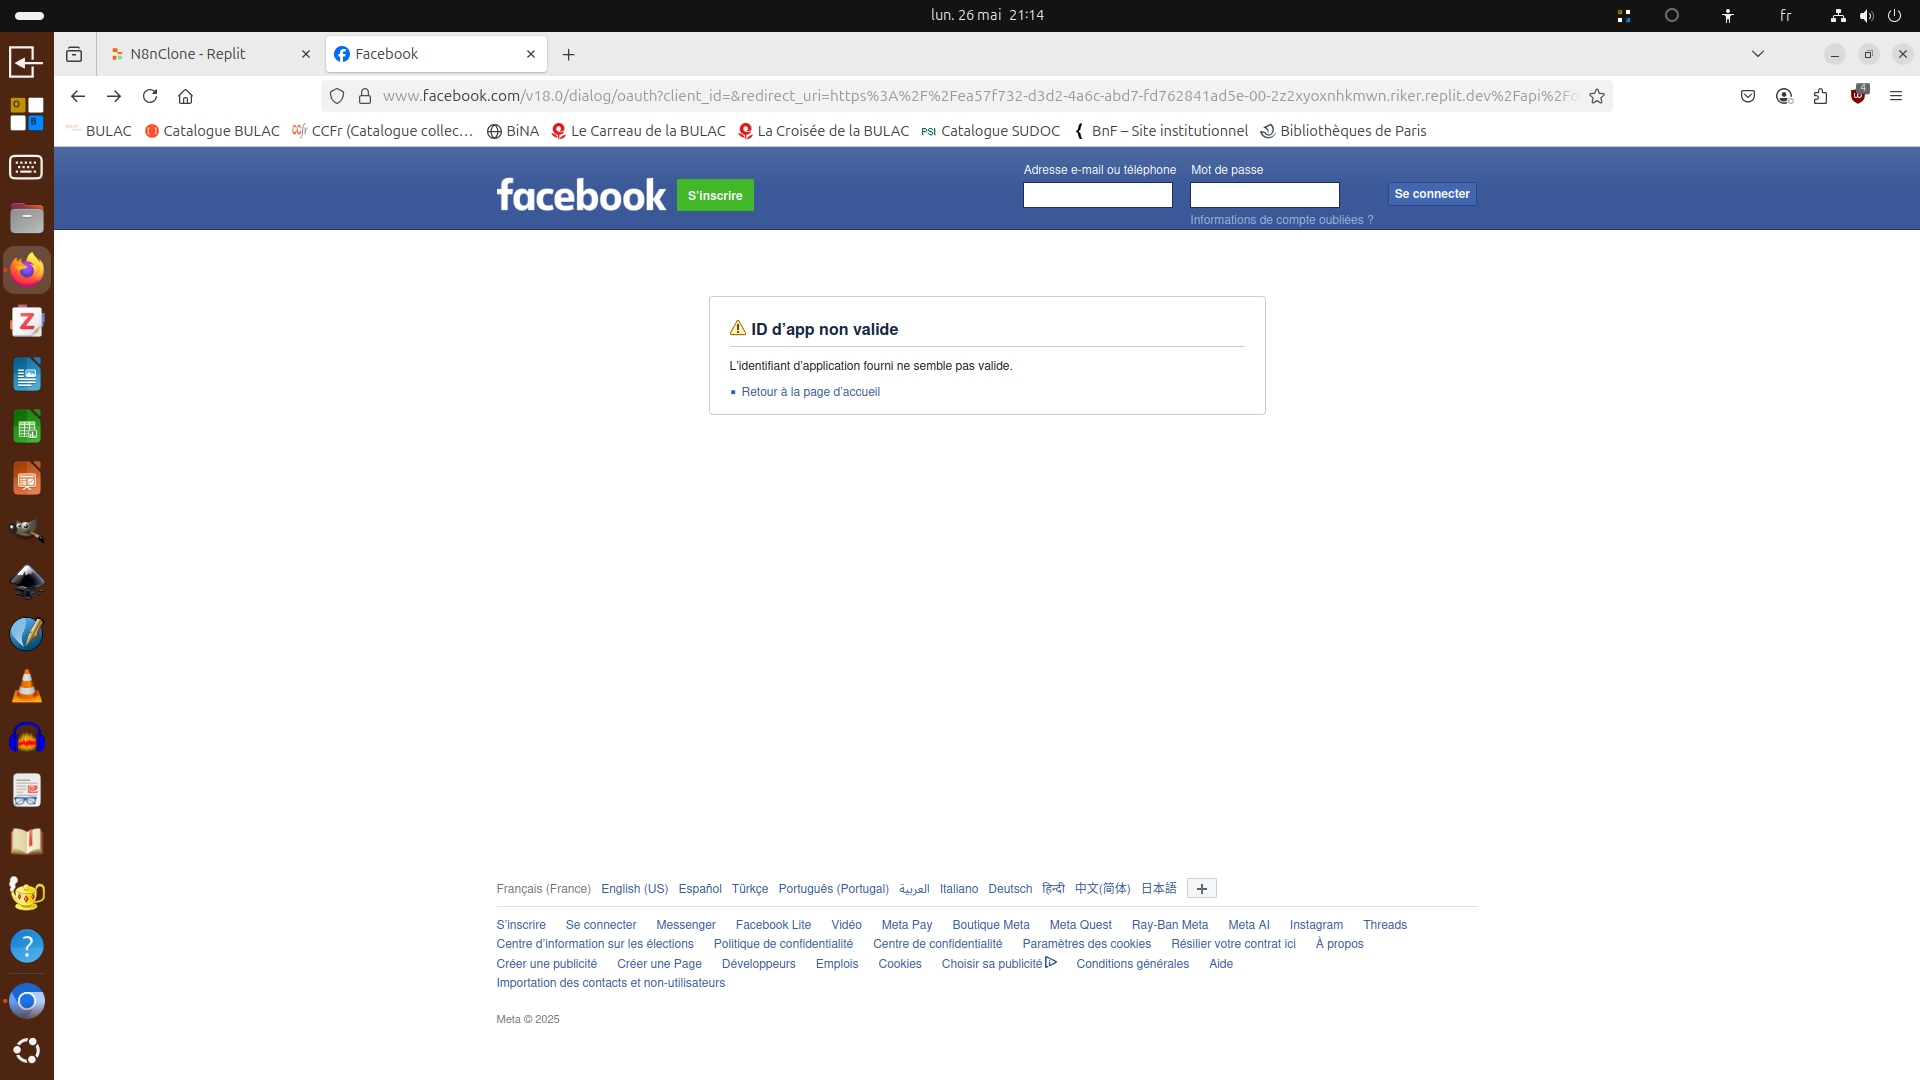 lun. 26 mai  21:14
fr
N8nClone - Replit
Facebook
www.facebook.com/v18.0/dialog/oauth?client_id=&redirect_uri=https%3A%2F%2Fea57f732-d3d2-4a6c-abd7-fd762841ad5e-00-2z2xyoxnhkmwn.riker.replit.dev%2Fapi%2Fo
4
BULAC
Catalogue BULAC
CCFr (Catalogue collec…
BiNA
Le Carreau de la BULAC
La Croisée de la BULAC
PSI Catalogue SUDOC
BnF – Site institutionnel
Bibliothèques de Paris
facebook
S’inscrire
Adresse e-mail ou téléphone
Mot de passe
Se connecter
Informations de compte oubliées ?
ID d’app non valide
L’identifiant d’application fourni ne semble pas valide.
Retour à la page d’accueil
Français (France) English (US) Español Türkçe Português (Portugal) العربية Italiano Deutsch हिन्दी 中文(简体) 日本語
S’inscrire Se connecter Messenger Facebook Lite Vidéo Meta Pay Boutique Meta Meta Quest Ray-Ban Meta Meta AI Instagram Threads
Centre d’information sur les élections Politique de confidentialité Centre de confidentialité Paramètres des cookies Résilier votre contrat ici À propos
Créer une publicité Créer une Page Développeurs Emplois Cookies Choisir sa publicité Conditions générales Aide
Importation des contacts et non-utilisateurs
Meta © 2025